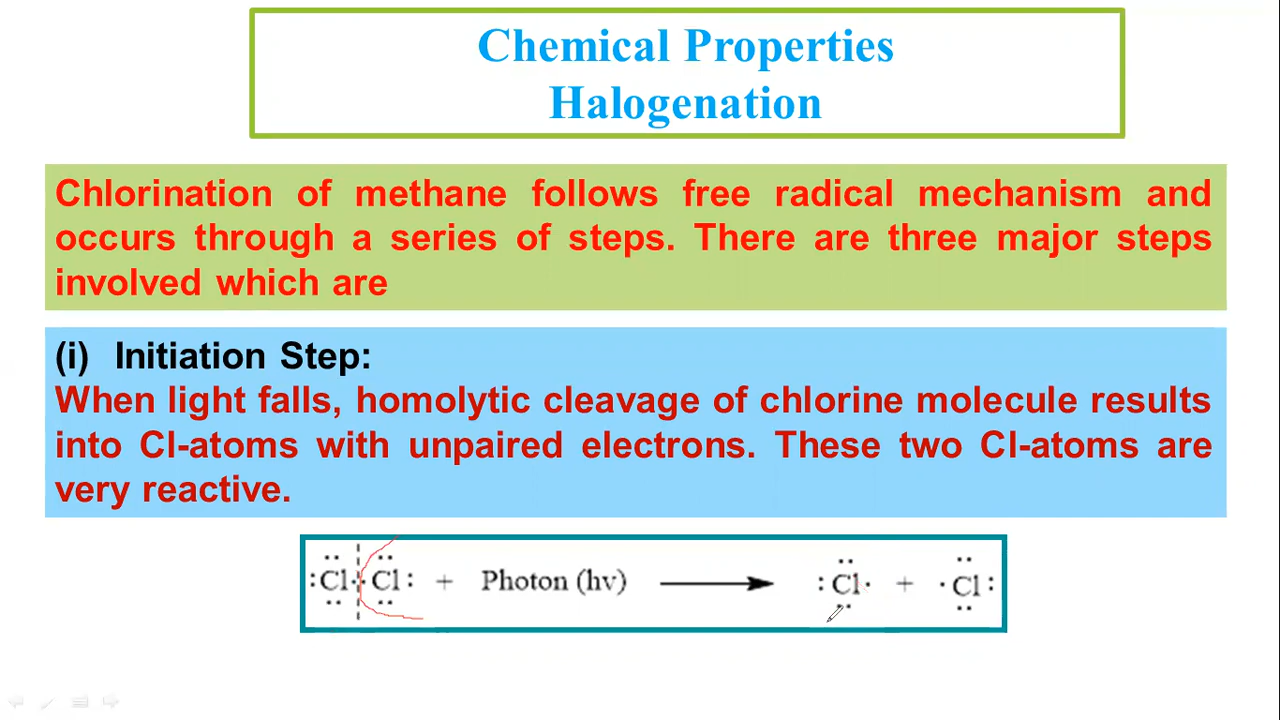 Chemical Properties
Halogenation
Chlorination of methane follows free radical mechanism and
occurs through a series of steps. There are three major steps
involved which are
(i) Initiation Step:
When light falls, homolytic cleavage of chlorine molecule results
into Cl-atoms with unpaired electrons. These two Cl-atoms are
very reactive.
:Cl··Cl: + Photon (hv) → :Cl· + ·Cl: